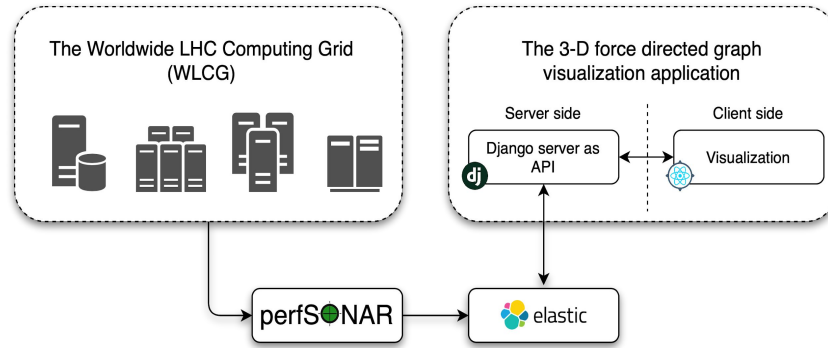 The Worldwide LHC Computing Grid
(WLCG)
The 3-D force directed graph
visualization application
Server side
Client side
Django server as
API
Visualization
dj
perfSONAR
elastic